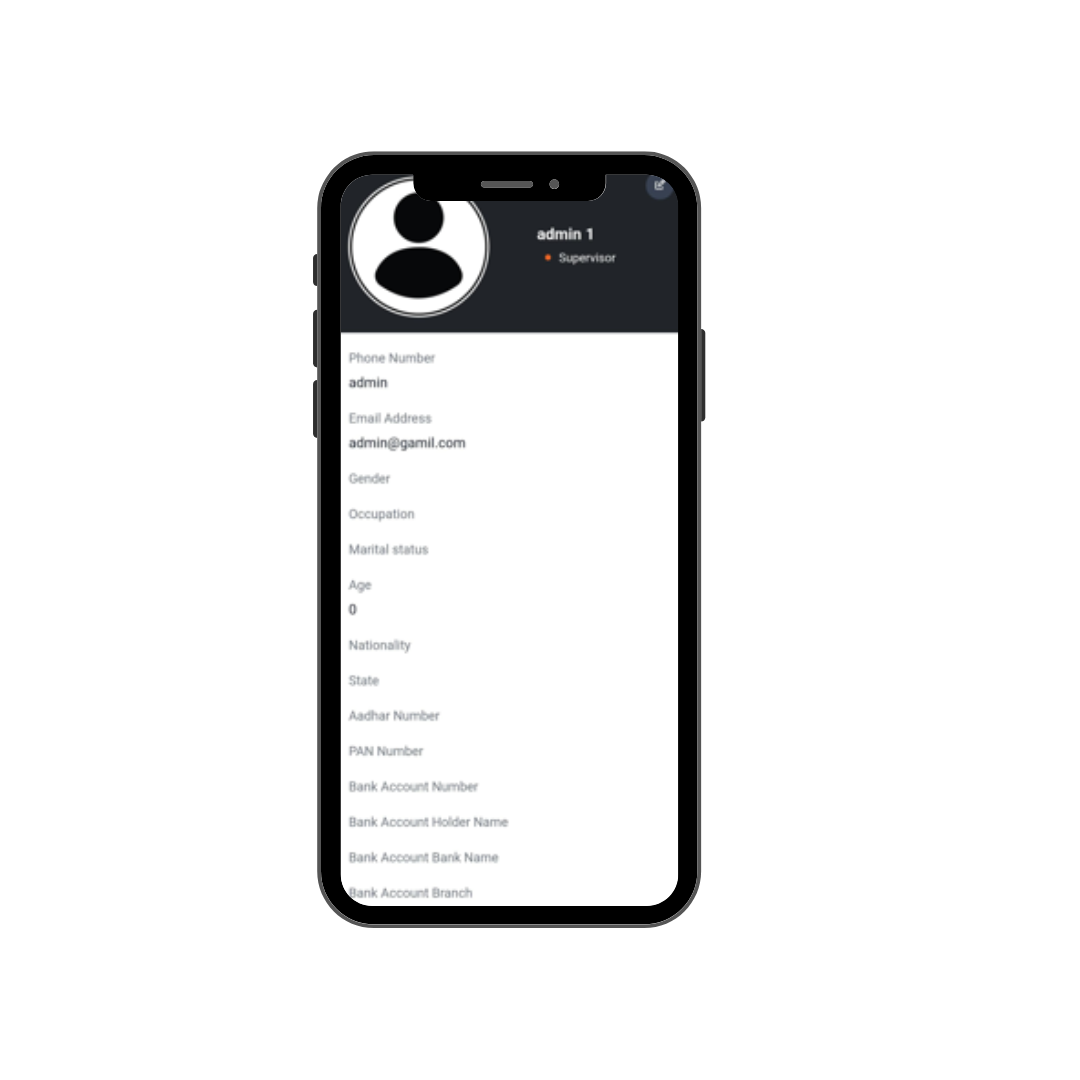 admin 1
Supervisor
Phone Number
admin
Email Address
admin@gamil.com
Gender
Occupation
Marital status
Age
0
Nationality
State
Aadhar Number
PAN Number
Bank Account Number
Bank Account Holder Name
Bank Account Bank Name
Bank Account Branch